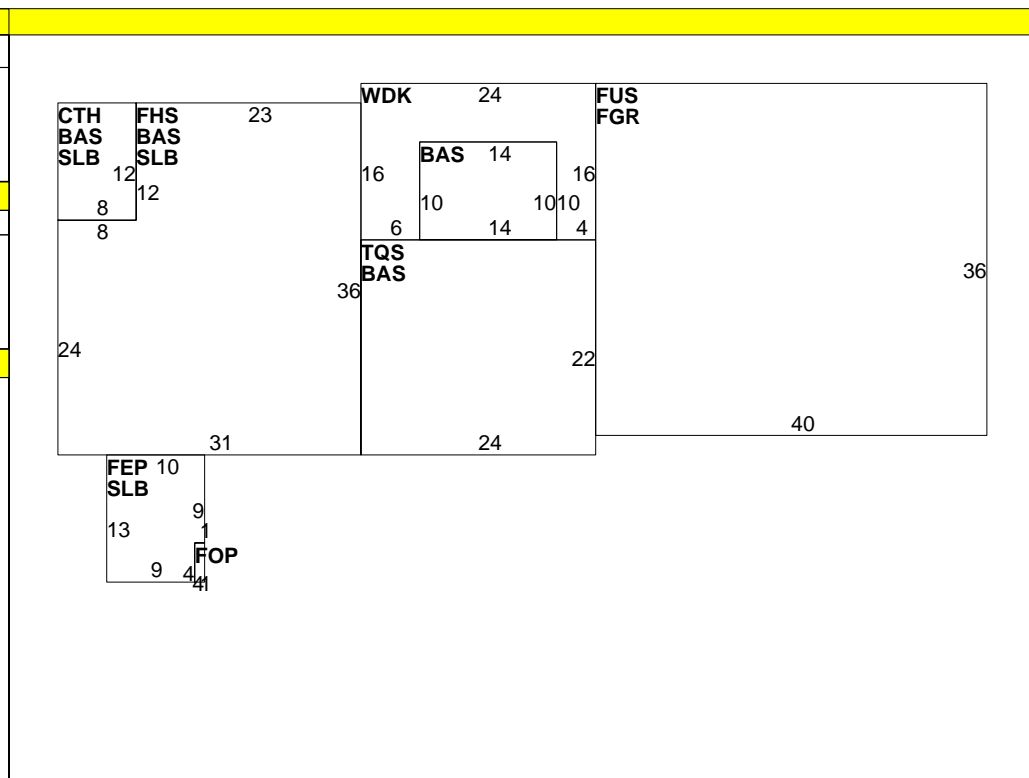 WDK 24 FUS
CTH FHS 23 FGR
BAS BAS
SLB SLB BAS 14
12 16 16
12
8 10 10 10
8 6 14 4
TQS
BAS
36 36
24 22
40
31 24
FEP 10
SLB
9
13 1
FOP
9 4
4 1